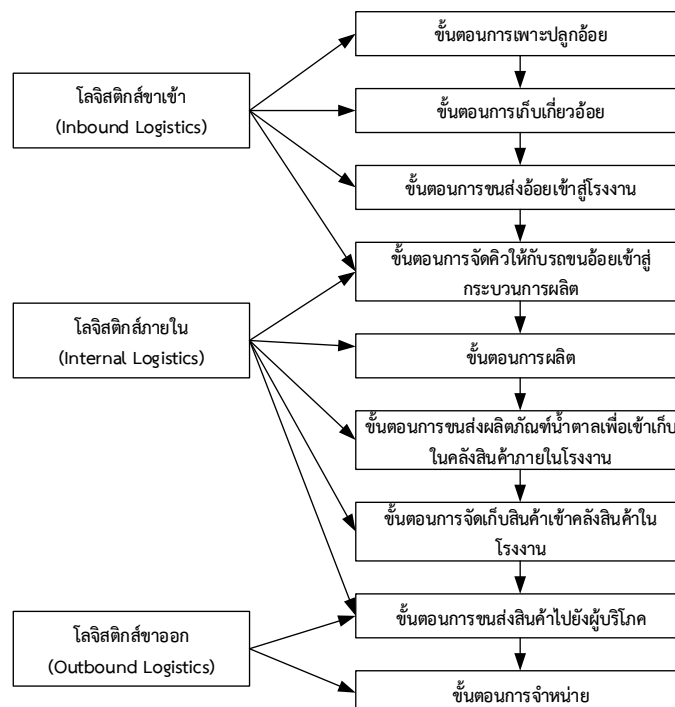 ขั้นตอนการเพาะปลูกอ้อย
โลจิสติกส์ขาเข้า
(Inbound Logistics)
ขั้นตอนการเก็บเกี่ยวอ้อย
ขั้นตอนการขนส่งอ้อยเข้าสู่โรงงาน
ขั้นตอนการจัดคิวให้กับรถขนอ้อยเข้าสู่
กระบวนการผลิต
โลจิสติกส์ภายใน
(Internal Logistics)
ขั้นตอนการผลิต
ขั้นตอนการขนส่งผลิตภัณฑ์น้ำตาลเพื่อเข้าเก็บ
ในคลังสินค้าภายในโรงงาน
ขั้นตอนการจัดเก็บสินค้าเข้าคลังสินค้าใน
โรงงาน
ขั้นตอนการขนส่งสินค้าไปยังผู้บริโภค
โลจิสติกส์ขาออก
(Outbound Logistics)
ขั้นตอนการจำหน่าย